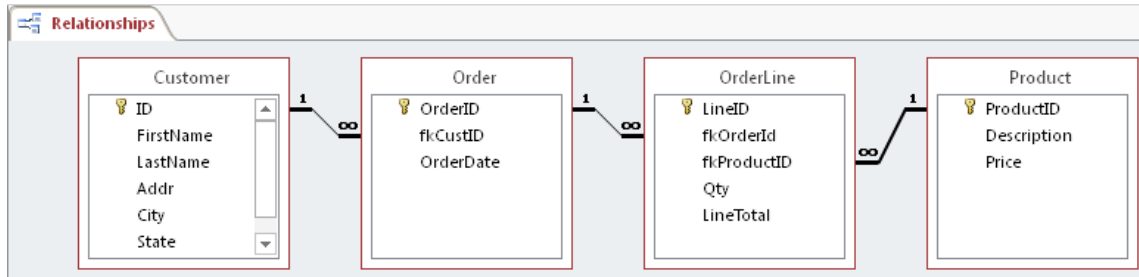 Relationships
Customer
ID
FirstName
LastName
Addr
City
State
1
∞
Order
OrderID
fkCustID
OrderDate
1
∞
OrderLine
LineID
fkOrderId
fkProductID
Qty
LineTotal
∞
1
Product
ProductID
Description
Price